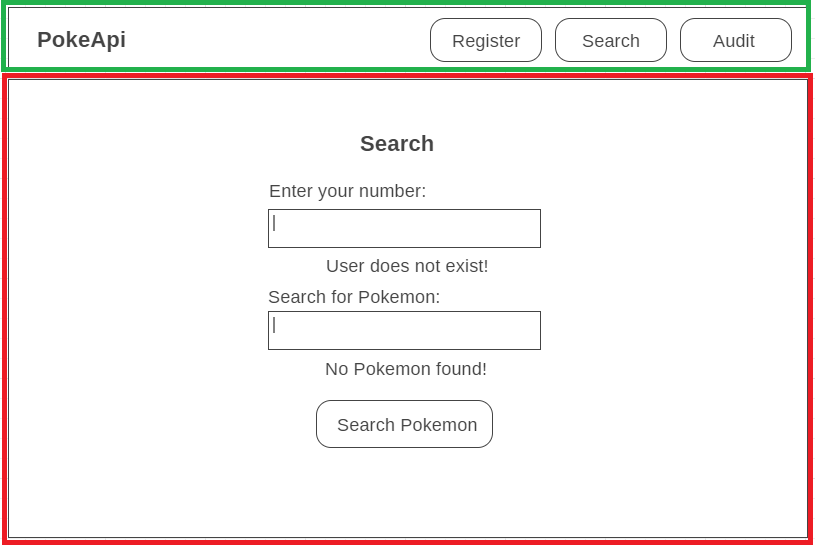 PokeApi
Register
Search
Audit
Search
Enter your number:
User does not exist!
Search for Pokemon:
No Pokemon found!
Search Pokemon